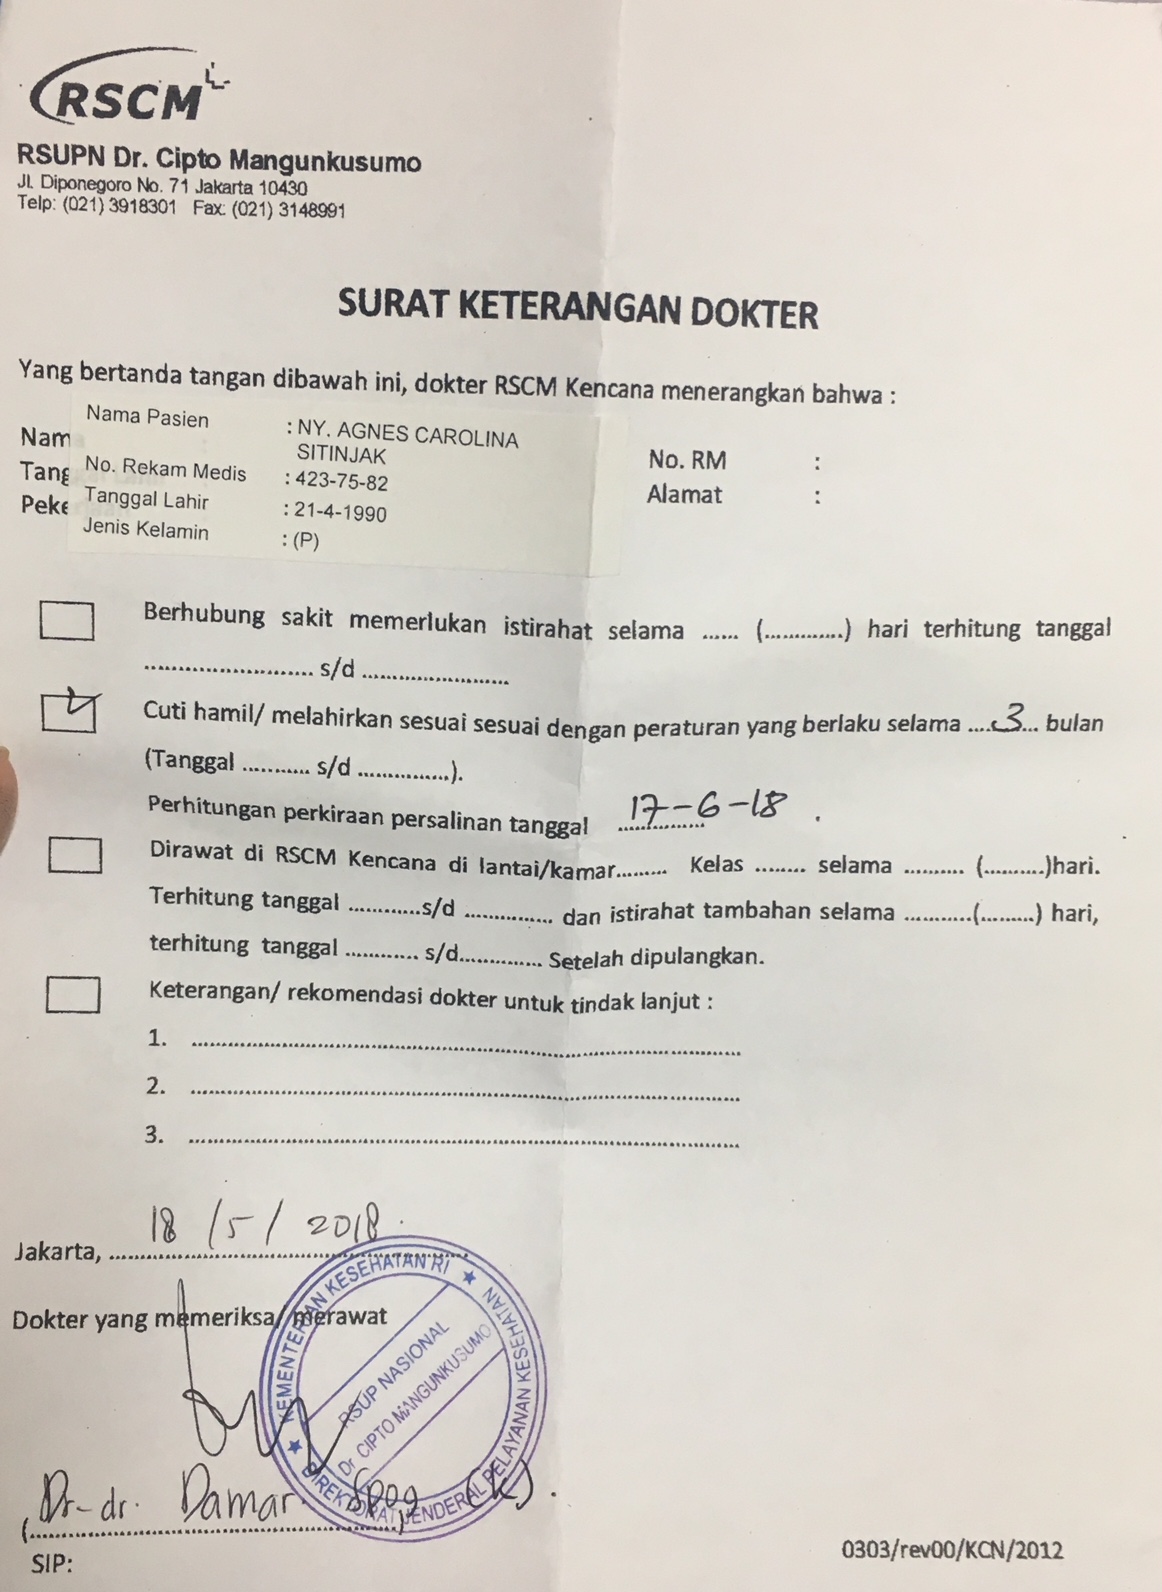 RSCM
RSUPN Dr. Cipto Mangunkusumo
Jl. Diponegoro No. 71 Jakarta 10430
Telp: (021) 3918301 Fax: (021) 3148991
SURAT KETERANGAN DOKTER
Yang bertanda tangan dibawah ini, dokter RSCM Kencana menerangkan bahwa :
Nama Pasien : NY. AGNES CAROLINA
SITINJAK
No. Rekam Medis : 423-75-82
Tanggal Lahir : 21-4-1990
Jenis Kelamin : (P)
Nam
Tang
Peke
No. RM :
Alamat :
Berhubung sakit memerlukan istirahat selama ...... (.............) hari terhitung tanggal
.......................... s/d ......................
Cuti hamil/ melahirkan sesuai sesuai dengan peraturan yang berlaku selama ....3... bulan
(Tanggal ........... s/d ...............).
Perhitungan perkiraan persalinan tanggal 17-6-18 .
Dirawat di RSCM Kencana di lantai/kamar......... Kelas ........ selama .......... (..........)hari.
Terhitung tanggal ............s/d .............. dan istirahat tambahan selama ...........(.........) hari,
terhitung tanggal ............ s/d.............. Setelah dipulangkan.
Keterangan/ rekomendasi dokter untuk tindak lanjut :
1. ..........................................................................
2. ..........................................................................
3. ..........................................................................
Jakarta, 18/5/2018.
Dokter yang memeriksa/ merawat
KEMENTERIAN KESEHATAN RI
RSUP NASIONAL
Dr CIPTO MANGUNKUSUMO
DIREKTORAT JENDERAL PELAYANAN KESEHATAN
Dr-dr. Damar SPog (K).
SIP:
0303/rev00/KCN/2012